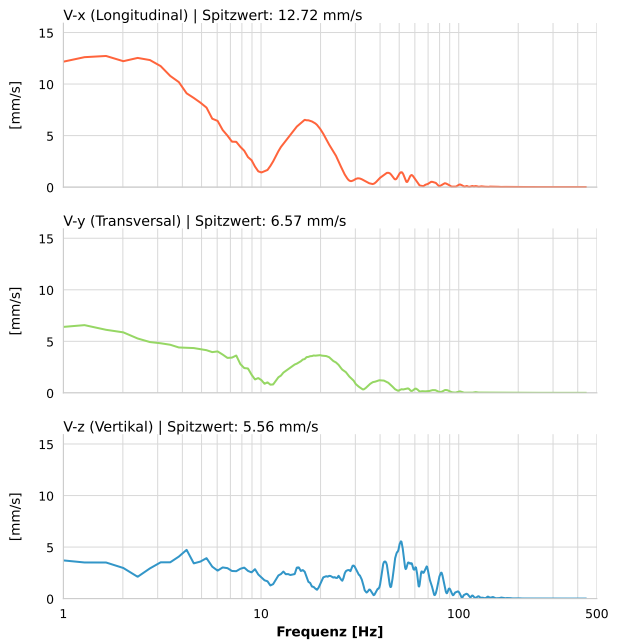 V-x (Longitudinal) | Spitzwert: 12.72 mm/s
15
10
5
0
[mm/s]
V-y (Transversal) | Spitzwert: 6.57 mm/s
15
10
5
0
[mm/s]
V-z (Vertikal) | Spitzwert: 5.56 mm/s
15
10
5
0
[mm/s]
1 10 100 500
Frequenz [Hz]